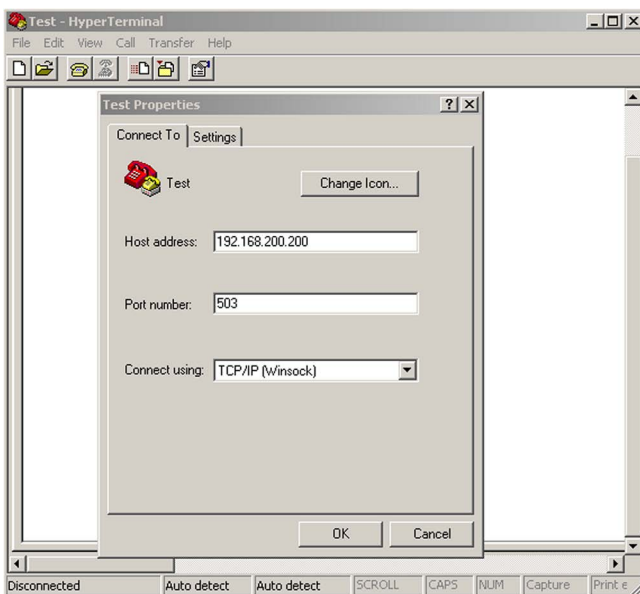 Test - HyperTerminal
File Edit View Call Transfer Help
Test Properties
Connect To Settings
Test Change Icon...
Host address: 192.168.200.200
Port number: 503
Connect using: TCP/IP (Winsock)
OK Cancel
Disconnected Auto detect Auto detect SCROLL CAPS NUM Capture Print e